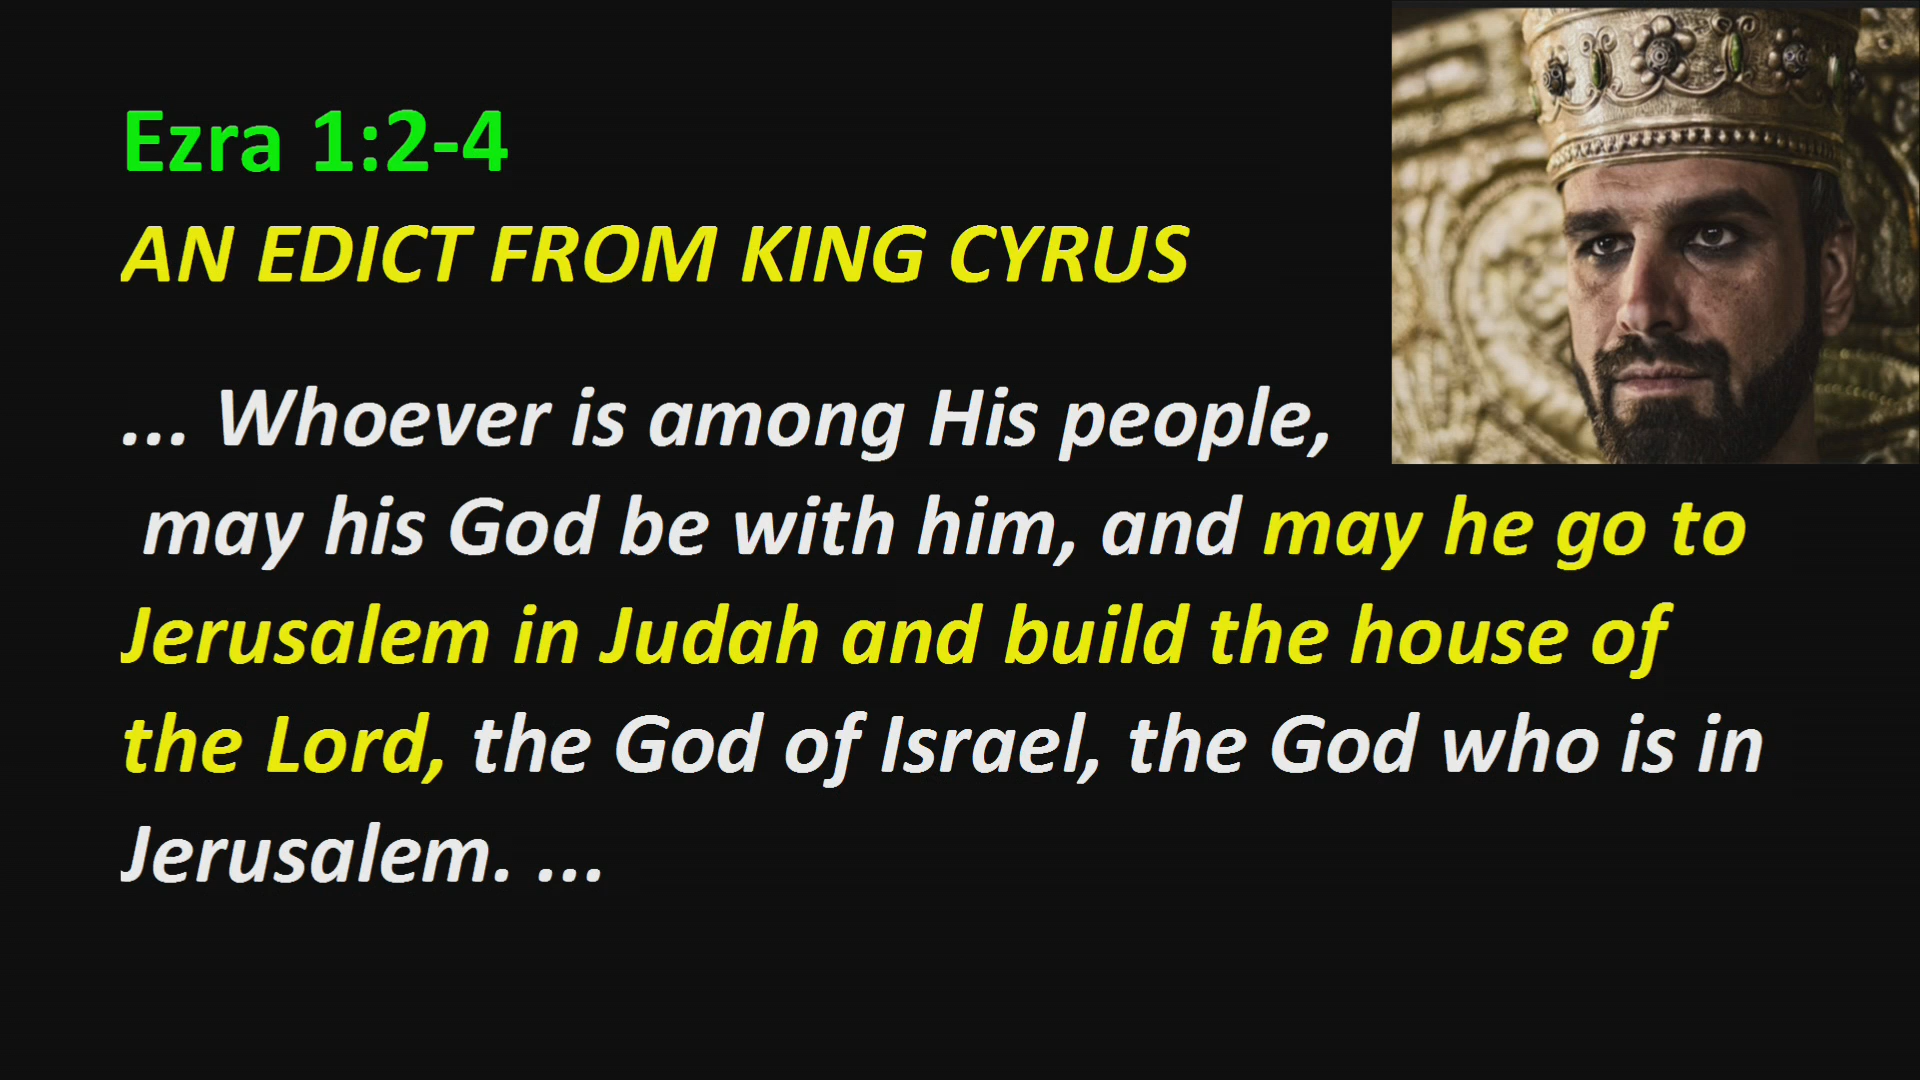 Ezra 1:2-4
AN EDICT FROM KING CYRUS
... Whoever is among His people,
may his God be with him, and may he go to
Jerusalem in Judah and build the house of
the Lord, the God of Israel, the God who is in
Jerusalem. ...